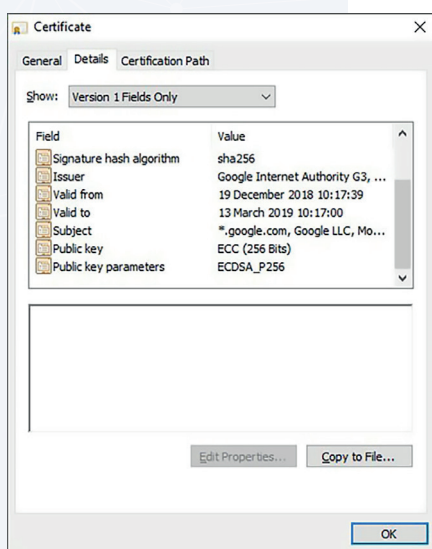 Certificate
General Details Certification Path
Show: Version 1 Fields Only
Field Value
Signature hash algorithm sha256
Issuer Google Internet Authority G3, ...
Valid from 19 December 2018 10:17:39
Valid to 13 March 2019 10:17:00
Subject *.google.com, Google LLC, Mo...
Public key ECC (256 Bits)
Public key parameters ECDSA_P256
Edit Properties... Copy to File...
OK